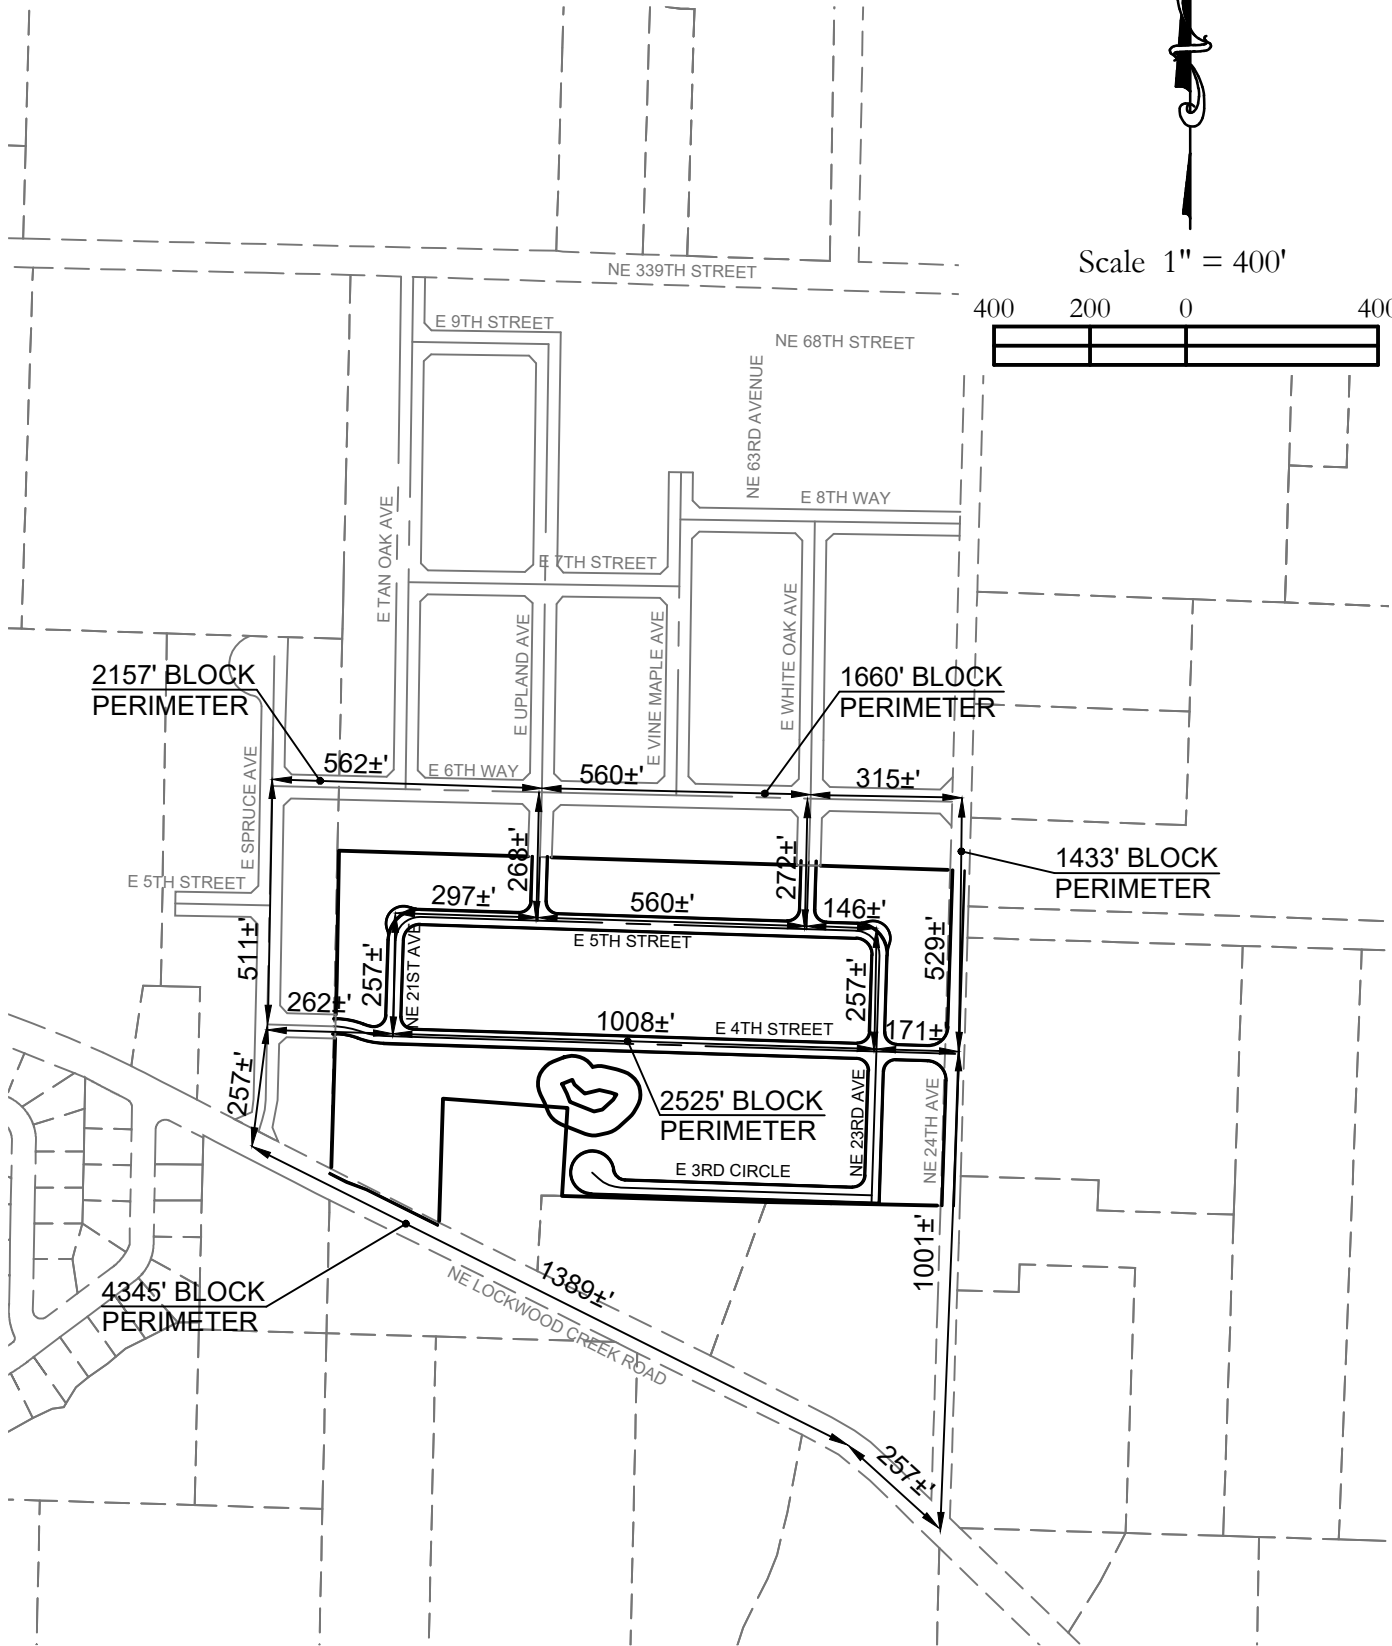 Scale 1" = 400'
400 200 0 400
NE 339TH STREET
E 9TH STREET
NE 68TH STREET
NE 63RD AVENUE
E 8TH WAY
E TAN OAK AVE
E 7TH STREET
E UPLAND AVE
E VINE MAPLE AVE
E WHITE OAK AVE
2157' BLOCK
PERIMETER
1660' BLOCK
PERIMETER
E SPRUCE AVE
562±'
E 6TH WAY
560±'
315±'
268±'
272±'
1433' BLOCK
PERIMETER
E 5TH STREET
297±'
560±'
146±'
E 5TH STREET
511±'
257±'
NE 21ST AVE
257±'
529±'
262±'
1008±'
E 4TH STREET
171±'
257±'
2525' BLOCK
PERIMETER
NE 23RD AVE
NE 24TH AVE
E 3RD CIRCLE
1001±'
4345' BLOCK
PERIMETER
1389±'
NE LOCKWOOD CREEK ROAD
257±'